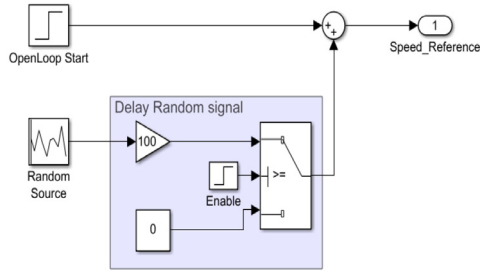 OpenLoop Start
+
+
1
Speed_Reference
Delay Random signal
Random
Source
100
>=
Enable
0